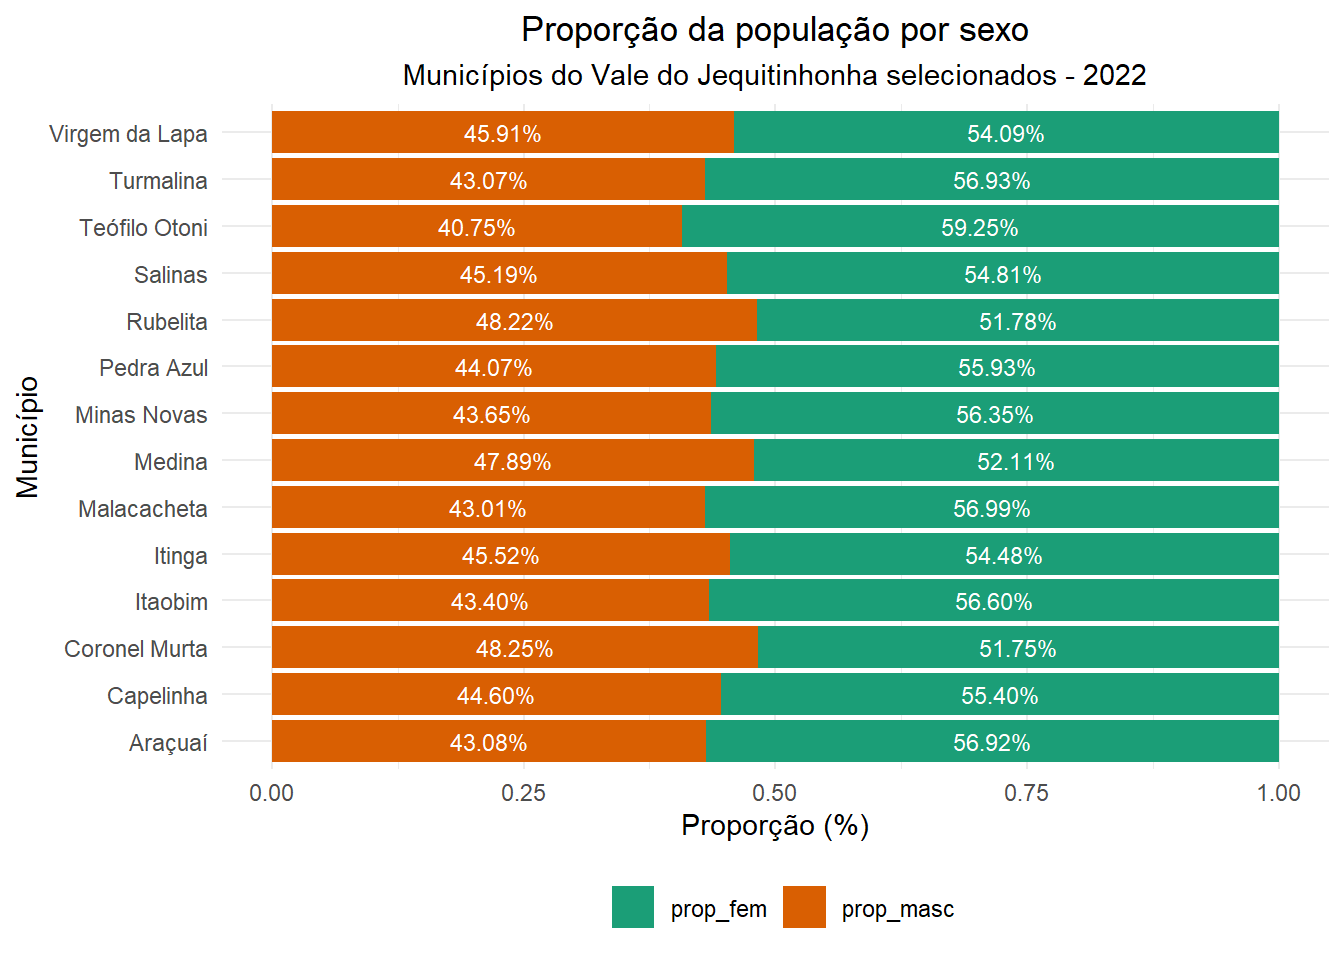 Proporção da população por sexo
Municípios do Vale do Jequitinhonha selecionados - 2022
Município
Virgem da Lapa 45.91% 54.09%
Turmalina 43.07% 56.93%
Teófilo Otoni 40.75% 59.25%
Salinas 45.19% 54.81%
Rubelita 48.22% 51.78%
Pedra Azul 44.07% 55.93%
Minas Novas 43.65% 56.35%
Medina 47.89% 52.11%
Malacacheta 43.01% 56.99%
Itinga 45.52% 54.48%
Itaobim 43.40% 56.60%
Coronel Murta 48.25% 51.75%
Capelinha 44.60% 55.40%
Araçuaí 43.08% 56.92%
0.00 0.25 0.50 0.75 1.00
Proporção (%)
prop_fem prop_masc